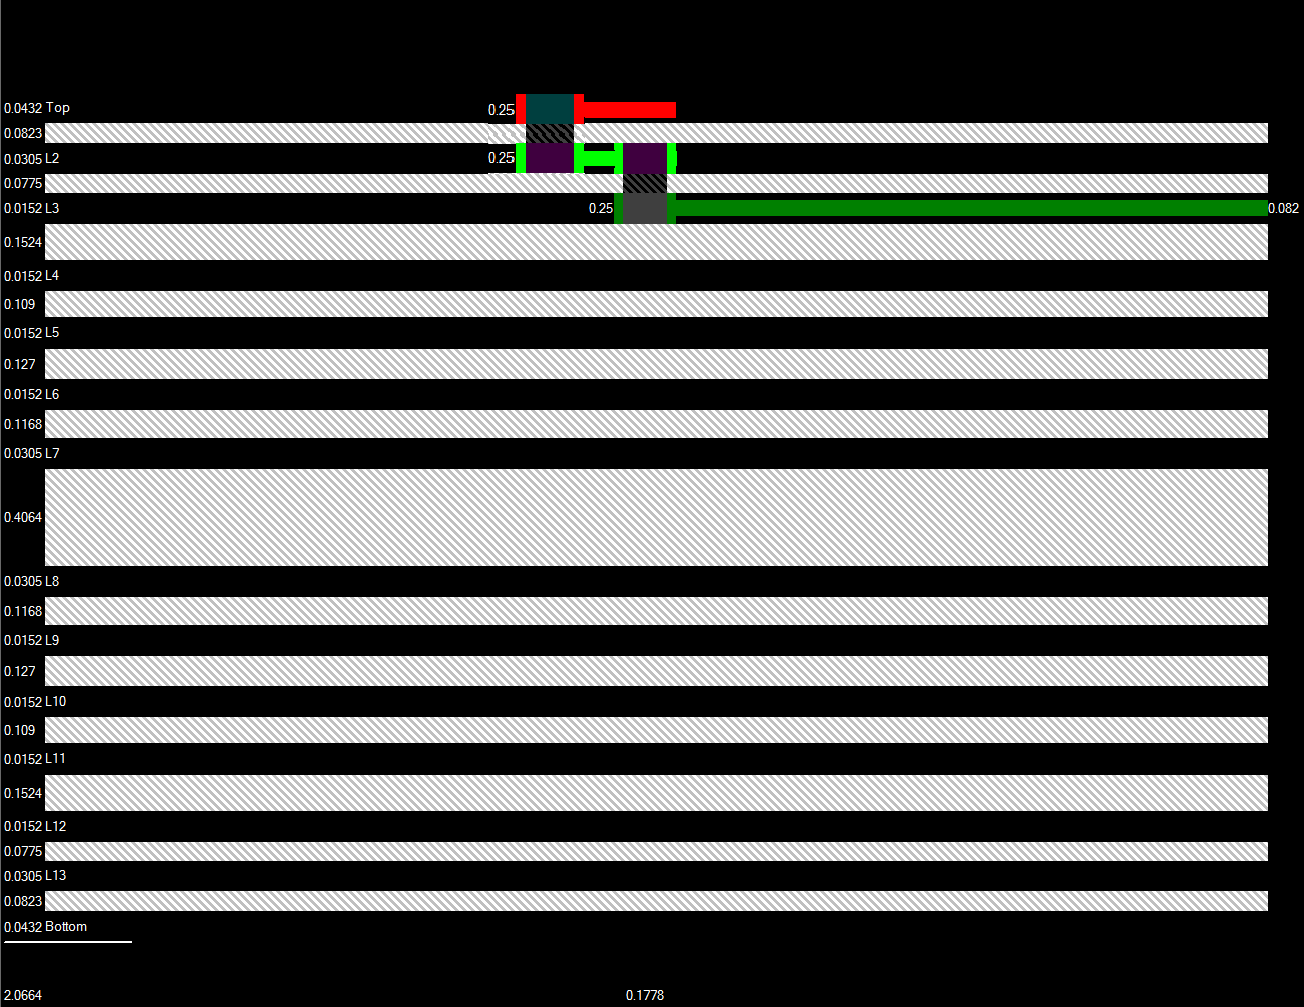 0.0432 Top 0.25
0.0823
0.0305 L2 0.25
0.0775
0.0152 L3 0.25 0.082
0.1524
0.0152 L4
0.109
0.0152 L5
0.127
0.0152 L6
0.1168
0.0305 L7
0.4064
0.0305 L8
0.1168
0.0152 L9
0.127
0.0152 L10
0.109
0.0152 L11
0.1524
0.0152 L12
0.0775
0.0305 L13
0.0823
0.0432 Bottom
2.0664 0.1778